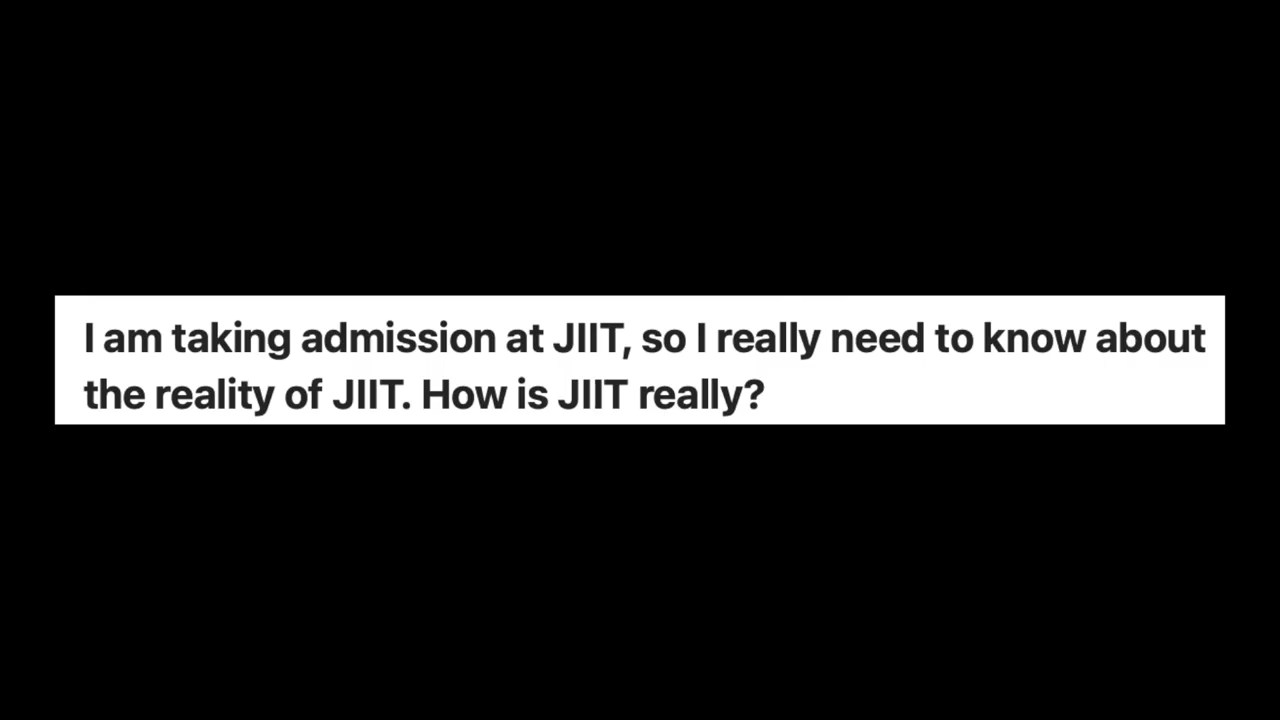 I am taking admission at JIIT, so I really need to know about
the reality of JIIT. How is JIIT really?